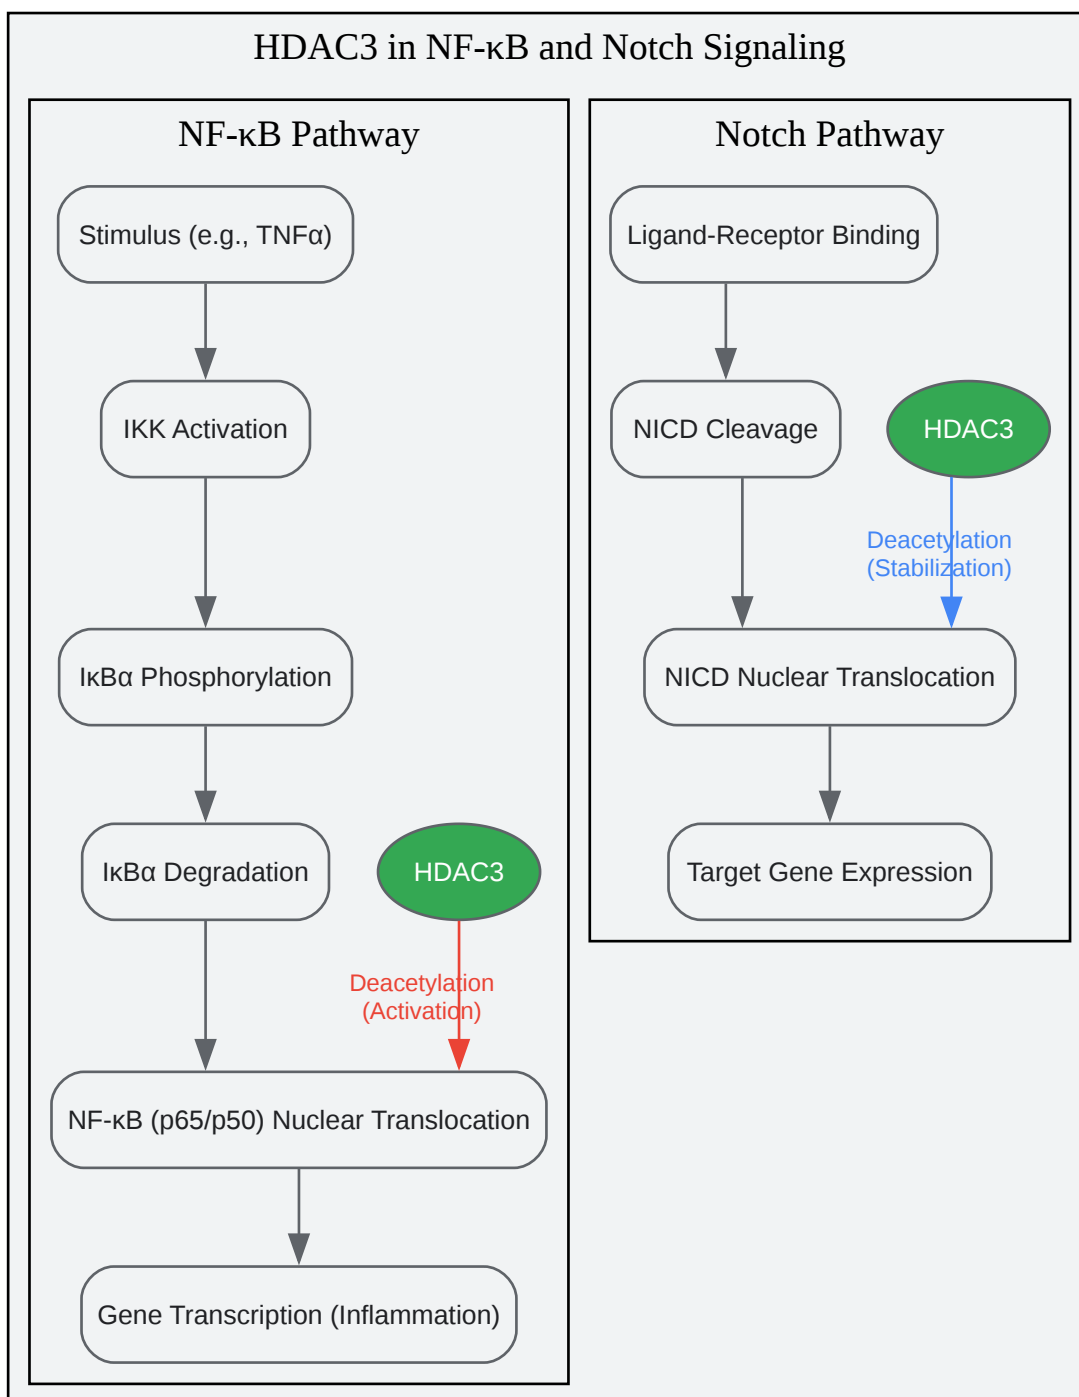 HDAC3 in NF-κB and Notch Signaling
NF-κB Pathway
Stimulus (e.g., TNFα)
IKK Activation
IκBα Phosphorylation
IκBα Degradation
HDAC3
Deacetylation
(Activation)
NF-κB (p65/p50) Nuclear Translocation
Gene Transcription (Inflammation)
Notch Pathway
Ligand-Receptor Binding
NICD Cleavage
HDAC3
Deacetylation
(Stabilization)
NICD Nuclear Translocation
Target Gene Expression